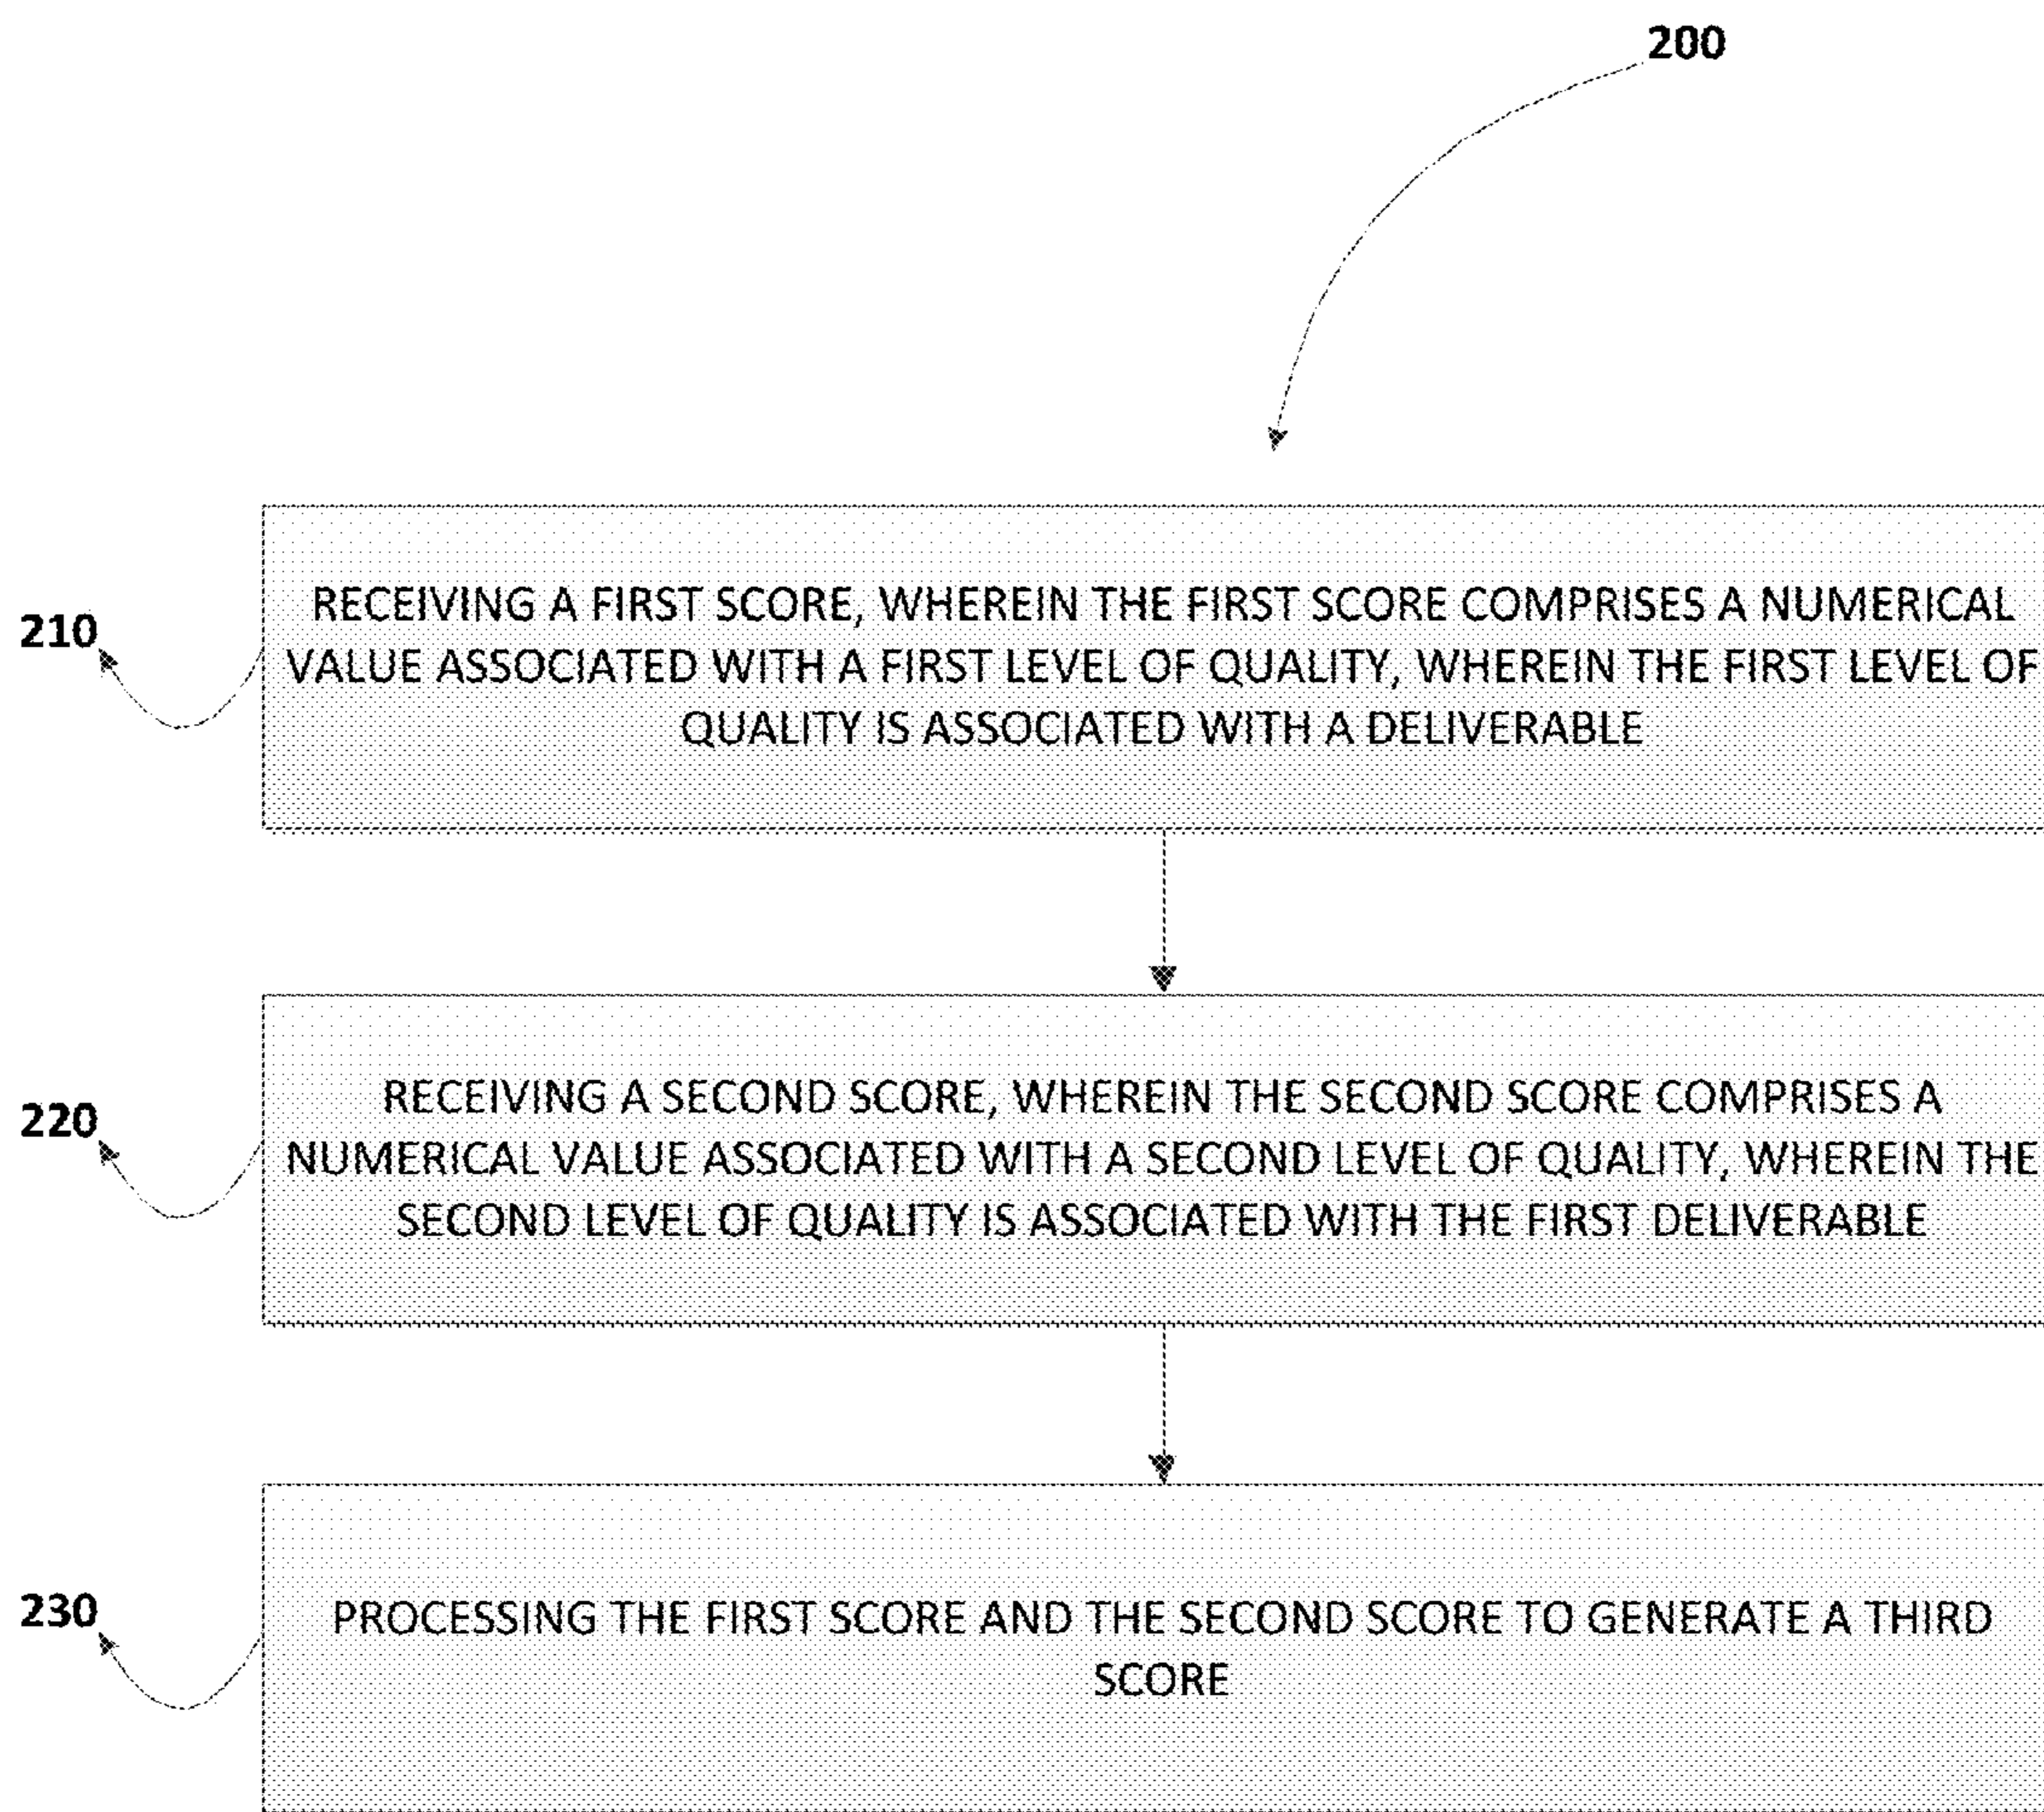 200
210
RECEIVING A FIRST SCORE, WHEREIN THE FIRST SCORE COMPRISES A NUMERICAL
VALUE ASSOCIATED WITH A FIRST LEVEL OF QUALITY, WHEREIN THE FIRST LEVEL OF
QUALITY IS ASSOCIATED WITH A DELIVERABLE
220
RECEIVING A SECOND SCORE, WHEREIN THE SECOND SCORE COMPRISES A
NUMERICAL VALUE ASSOCIATED WITH A SECOND LEVEL OF QUALITY, WHEREIN THE
SECOND LEVEL OF QUALITY IS ASSOCIATED WITH THE FIRST DELIVERABLE
230
PROCESSING THE FIRST SCORE AND THE SECOND SCORE TO GENERATE A THIRD
SCORE